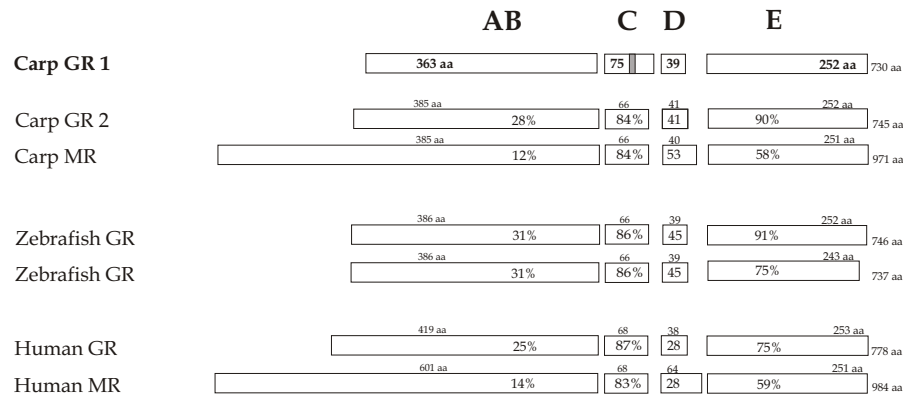 AB C D E
Carp GR 1 363 aa 75 39 252 aa 730 aa
385 aa 66 41 252 aa
Carp GR 2 28% 84% 41 90% 745 aa
385 aa 66 40 251 aa
Carp MR 12% 84% 53 58% 971 aa
386 aa 66 39 252 aa
Zebrafish GR 31% 86% 45 91% 746 aa
386 aa 66 39 243 aa
Zebrafish GR 31% 86% 45 75% 737 aa
419 aa 68 38 253 aa
Human GR 25% 87% 28 75% 778 aa
601 aa 68 64 251 aa
Human MR 14% 83% 28 59% 984 aa